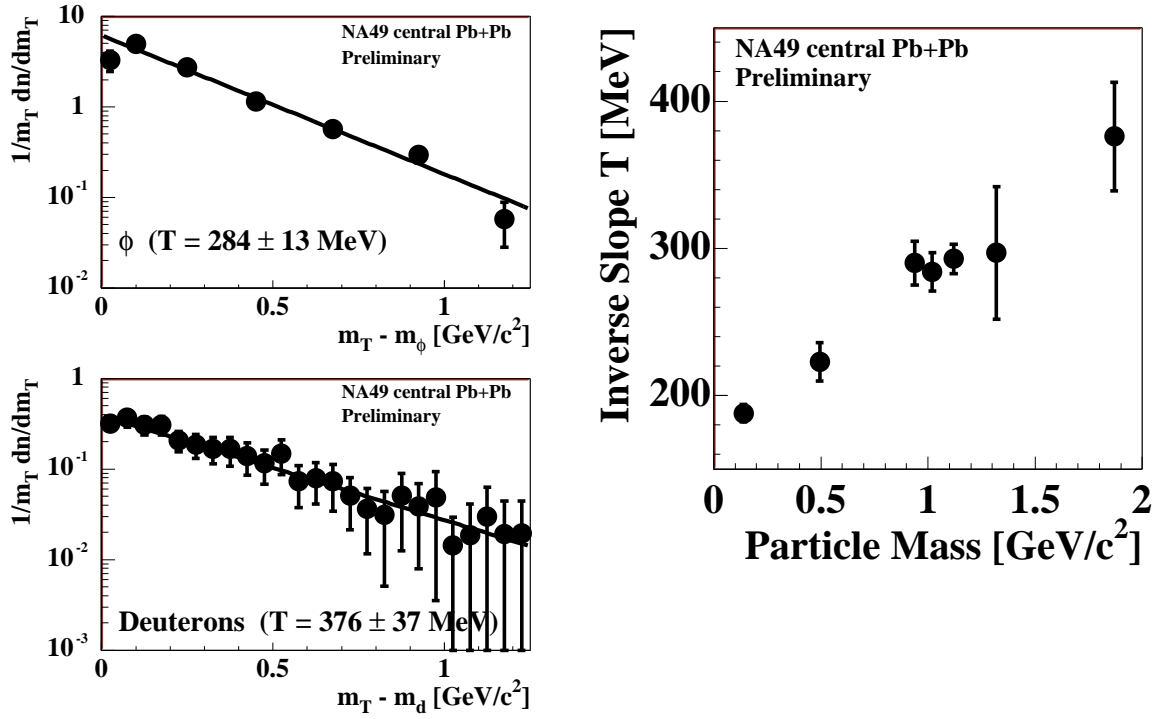 1/m_T dn/dm_T
10
1
10^-1
10^-2
NA49 central Pb+Pb
Preliminary
ϕ (T = 284 ± 13 MeV)
0
0.5
1
m_T - m_ϕ [GeV/c^2]
1/m_T dn/dm_T
1
10^-1
10^-2
10^-3
NA49 central Pb+Pb
Preliminary
Deuterons (T = 376 ± 37 MeV)
0
0.5
1
m_T - m_d [GeV/c^2]
Inverse Slope T [MeV]
400
300
200
NA49 central Pb+Pb
Preliminary
0
0.5
1
1.5
2
Particle Mass [GeV/c^2]